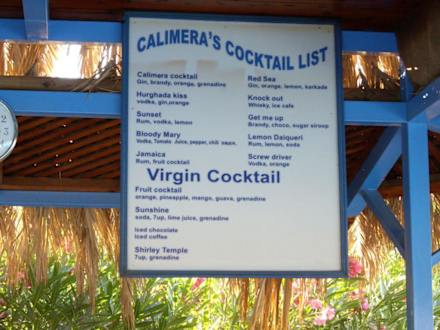 CALIMERA'S COCKTAIL LIST
Calimera cocktail
Gin, brandy, orange, grenadine
Hurghada kiss
vodka, gin,orange
Sunset
Rum, vodka, lemon
Bloody Mary
Vodka, Tomato Juice, pepper, chili sauce,
Jamaica
Rum, fruit cocktail
Red Sea
Gin, orange, lemon, karkade
Knock out
Whisky, ice cafe
Get me up
Brandy, choco, sugar siroop
Lemon Daiqueri
Rum, lemon, soda
Screw driver
Vodka, orange
Virgin Cocktail
Fruit cocktail
orange, pineapple, mango, guava, grenadine
Sunshine
soda, 7up, lime juice, grenadine
Iced chocolate
Iced coffee
Shirley Temple
7up, grenadine
2
3